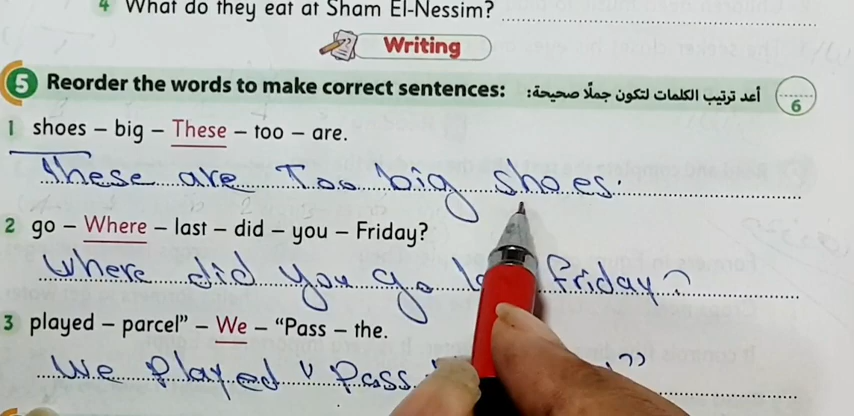 4 What do they eat at Sham El-Nessim?
Writing
5 Reorder the words to make correct sentences: أعد ترتيب الكلمات لتكون جملًا صحيحة: 6
1 shoes – big – These – too – are.
These are Too big shoes.
2 go – Where – last – did – you – Friday?
Where did you go Friday?
3 played – parcel” – We – “Pass – the.
We Played " Pass "